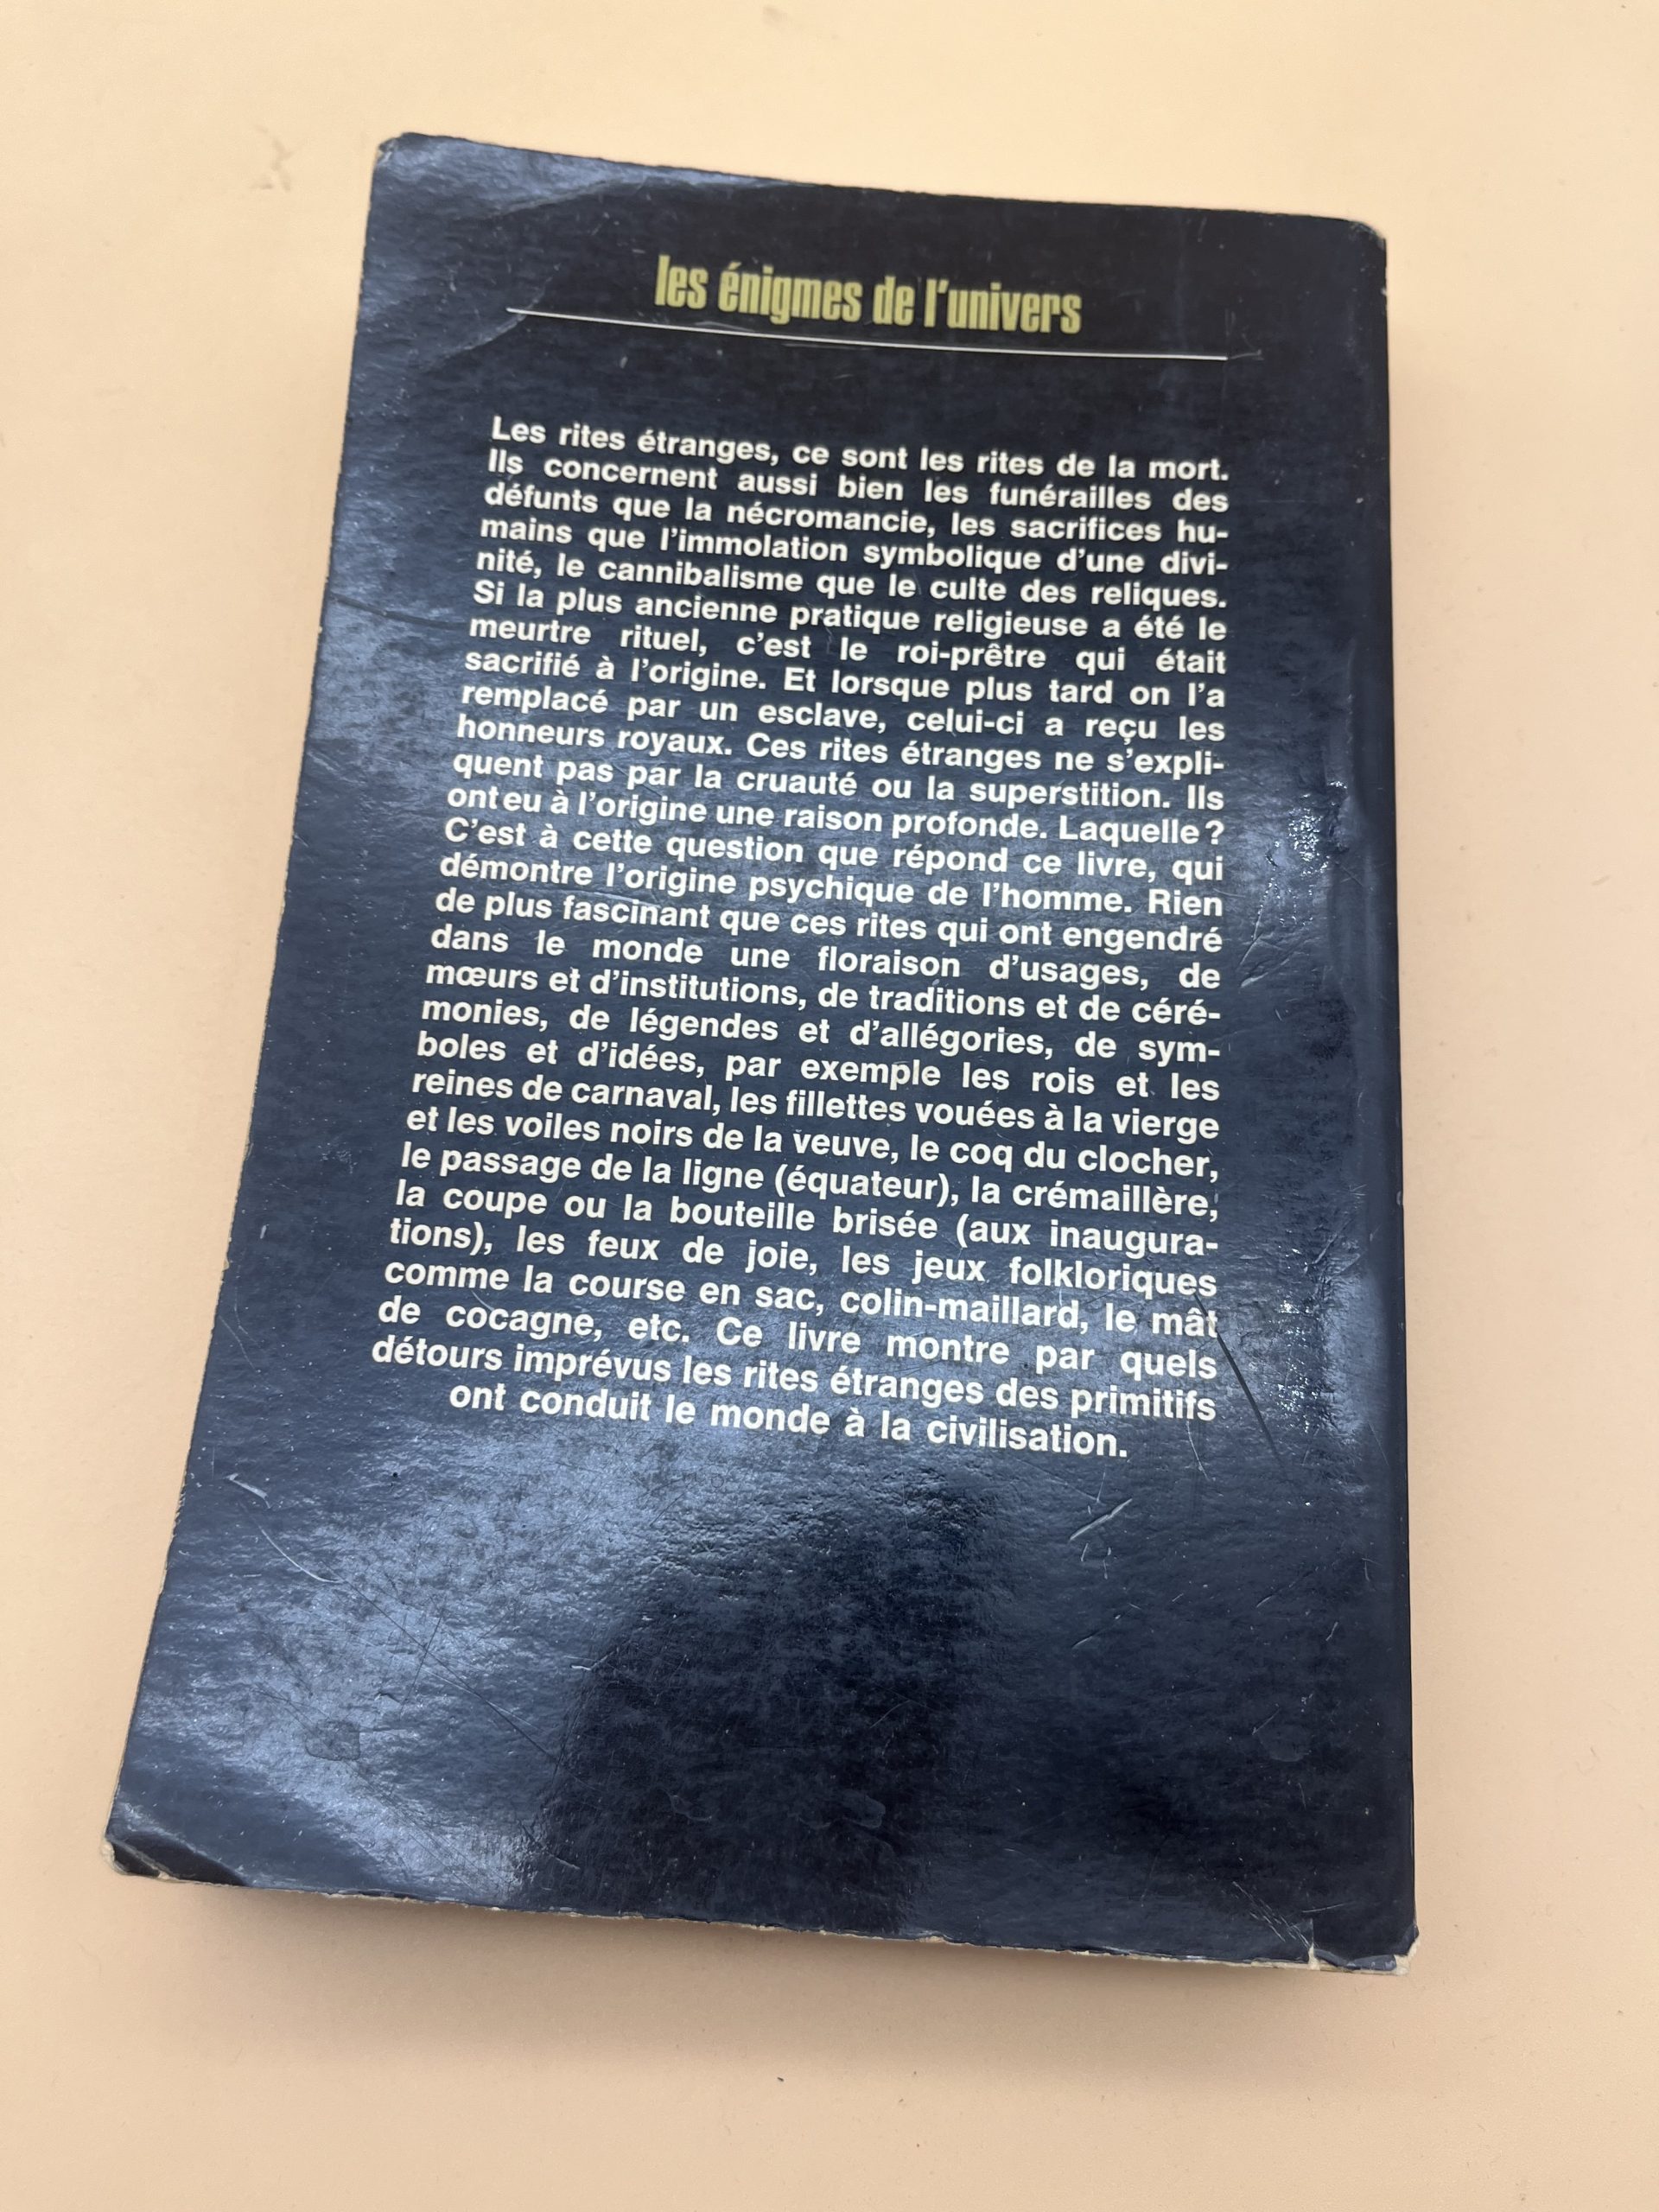 les énigmes de l'univers
Les rites étranges, ce sont les rites de la mort.
Ils concernent aussi bien les funérailles des
défunts que la nécromancie, les sacrifices hu-
mains que l'immolation symbolique d'une divi-
nité, le cannibalisme que le culte des reliques.
Si la plus ancienne pratique religieuse a été le
meurtre rituel, c'est le roi-prêtre qui était
sacrifié à l'origine. Et lorsque plus tard on l'a
remplacé par un esclave, celui-ci a reçu les
honneurs royaux. Ces rites étranges ne s'expli-
quent pas par la cruauté ou la superstition. Ils
ont eu à l'origine une raison profonde. Laquelle ?
C'est à cette question que répond ce livre, qui
démontre l'origine psychique de l'homme. Rien
de plus fascinant que ces rites qui ont engendré
dans le monde une floraison d'usages, de
mœurs et d'institutions, de traditions et de céré-
monies, de légendes et d'allégories, de sym-
boles et d'idées, par exemple les rois et les
reines de carnaval, les fillettes vouées à la vierge
et les voiles noirs de la veuve, le coq du clocher,
le passage de la ligne (équateur), la crémaillère,
la coupe ou la bouteille brisée (aux inaugura-
tions), les feux de joie, les jeux folkloriques
comme la course en sac, colin-maillard, le mât
de cocagne, etc. Ce livre montre par quels
détours imprévus les rites étranges des primitifs
ont conduit le monde à la civilisation.